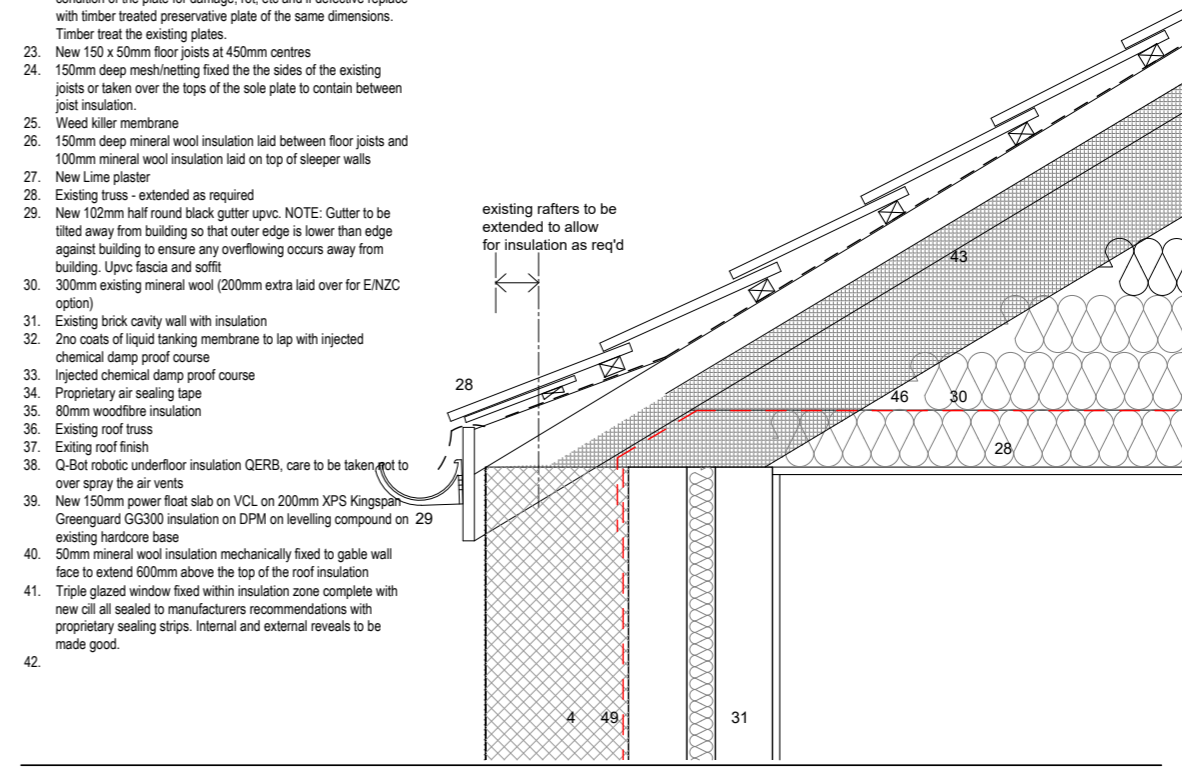 condition of the plate for damage, rot, etc and if defective replace
with timber treated preservative plate of the same dimensions.
Timber treat the existing plates.
23. New 150 x 50mm floor joists at 450mm centres
24. 150mm deep mesh/netting fixed the the sides of the existing
joists or taken over the tops of the sole plate to contain between
joist insulation.
25. Weed killer membrane
26. 150mm deep mineral wool insulation laid between floor joists and
100mm mineral wool insulation laid on top of sleeper walls
27. New Lime plaster
28. Existing truss - extended as required
29. New 102mm half round black gutter upvc. NOTE: Gutter to be
tilted away from building so that outer edge is lower than edge
against building to ensure any overflowing occurs away from
building. Upvc fascia and soffit
30. 300mm existing mineral wool (200mm extra laid over for E/NZC
option)
31. Existing brick cavity wall with insulation
32. 2no coats of liquid tanking membrane to lap with injected
chemical damp proof course
33. Injected chemical damp proof course
34. Proprietary air sealing tape
35. 80mm woodfibre insulation
36. Existing roof truss
37. Exiting roof finish
38. Q-Bot robotic underfloor insulation QERB, care to be taken not to
over spray the air vents
39. New 150mm power float slab on VCL on 200mm XPS Kingspan
Greenguard GG300 insulation on DPM on levelling compound on
existing hardcore base
40. 50mm mineral wool insulation mechanically fixed to gable wall
face to extend 600mm above the top of the roof insulation
41. Triple glazed window fixed within insulation zone complete with
new cill all sealed to manufacturers recommendations with
proprietary sealing strips. Internal and external reveals to be
made good.
42.
existing rafters to be
extended to allow
for insulation as req'd
43
28
46 30
28
29
4 49 31